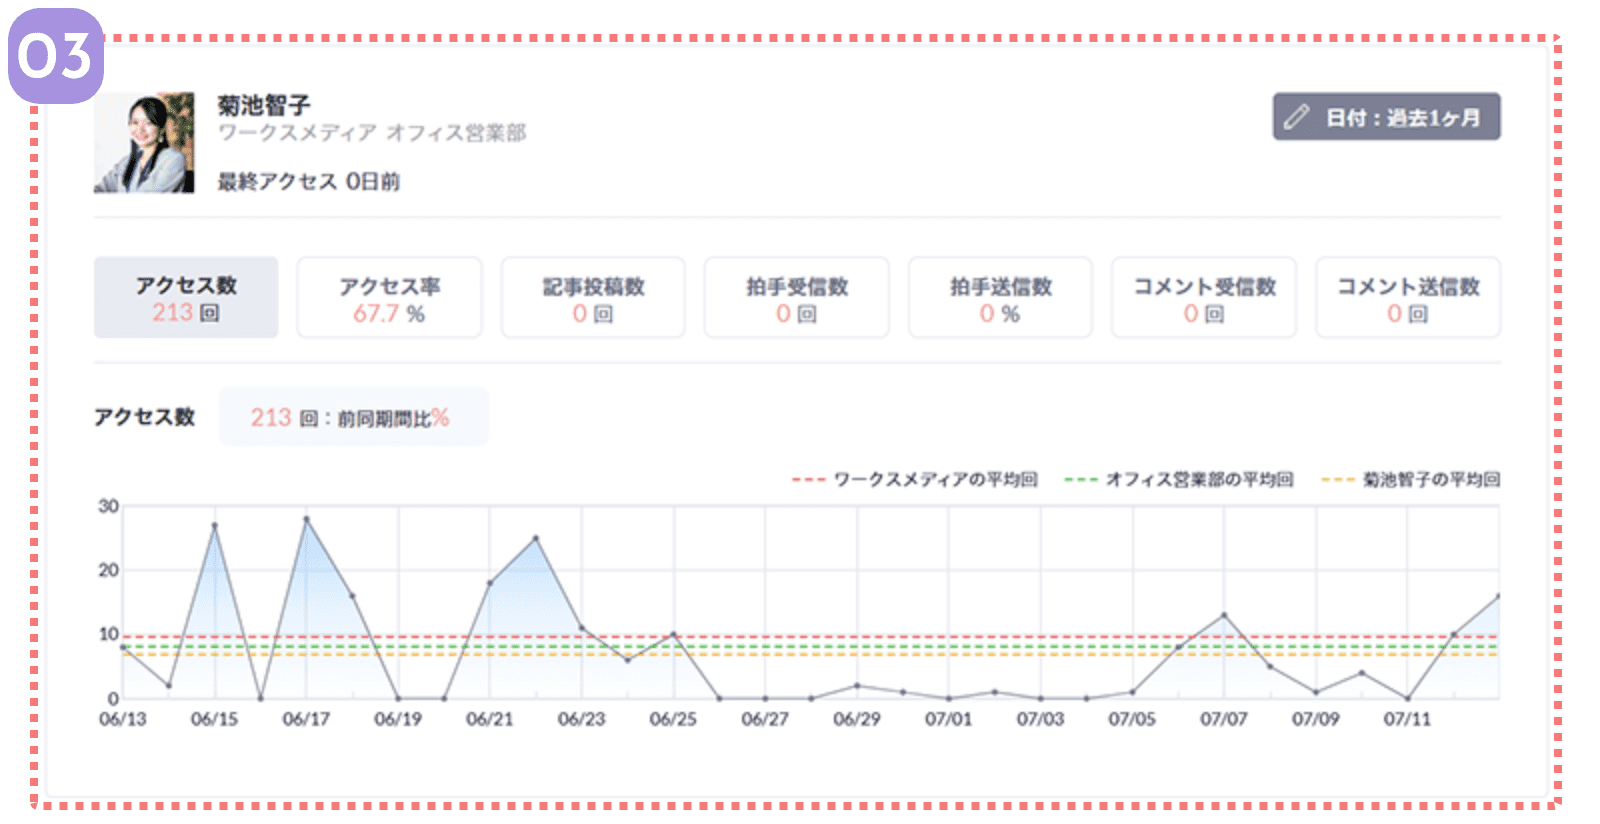 03
菊池智子
ワークスメディア オフィス営業部
最終アクセス 0日前
日付：過去1ヶ月
アクセス数
213 回
アクセス率
67.7 %
記事投稿数
0 回
拍手受信数
0 回
拍手送信数
0 %
コメント受信数
0 回
コメント送信数
0 回
アクセス数
213 回：前同期間比%
ワークスメディアの平均回
オフィス営業部の平均回
菊池智子の平均回
30
20
10
0
06/13 06/15 06/17 06/19 06/21 06/23 06/25 06/27 06/29 07/01 07/03 07/05 07/07 07/09 07/11